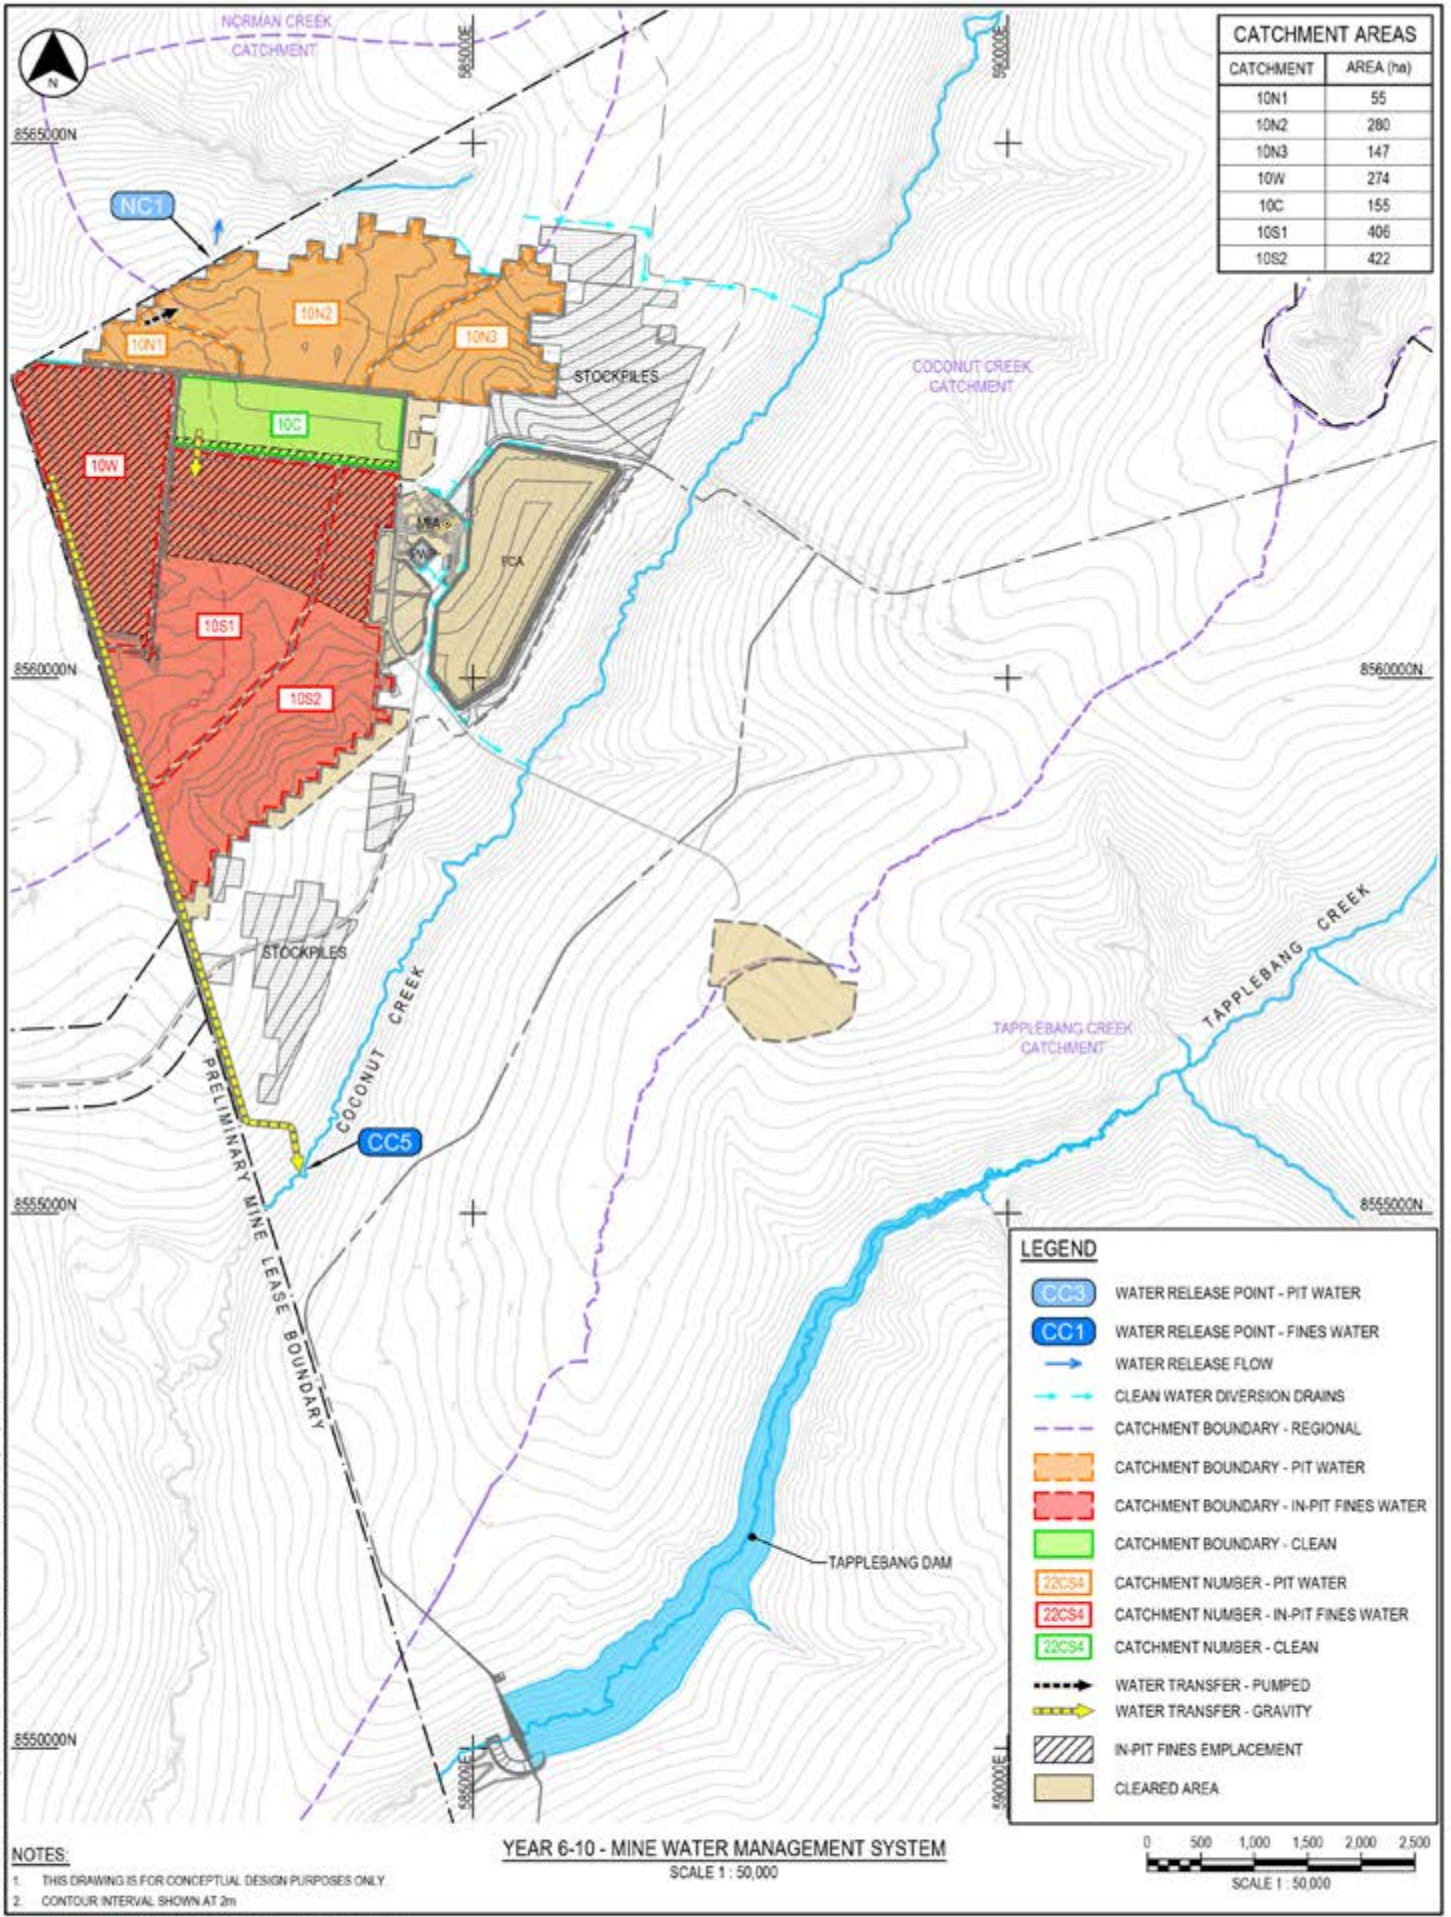 NORMAN CREEK
CATCHMENT
585000E
590000E
CATCHMENT AREAS
CATCHMENT AREA (ha)
10N1 55
10N2 280
10N3 147
10W 274
10C 155
10S1 406
10S2 422
N
8565000N
NC1
10N2
10N1
10N3
STOCKPILES
COCONUT CREEK
CATCHMENT
10C
10W
MIA
FCA
10S1
8560000N
8560000N
10S2
STOCKPILES
COCONUT CREEK
TAPPLEBANG CREEK
TAPPLEBANG CREEK
CATCHMENT
PRELIMINARY MINE LEASE BOUNDARY
CC5
8555000N
8555000N
LEGEND
CC3 WATER RELEASE POINT - PIT WATER
CC1 WATER RELEASE POINT - FINES WATER
WATER RELEASE FLOW
CLEAN WATER DIVERSION DRAINS
CATCHMENT BOUNDARY - REGIONAL
CATCHMENT BOUNDARY - PIT WATER
CATCHMENT BOUNDARY - IN-PIT FINES WATER
CATCHMENT BOUNDARY - CLEAN
22CS4 CATCHMENT NUMBER - PIT WATER
22CS4 CATCHMENT NUMBER - IN-PIT FINES WATER
22CS4 CATCHMENT NUMBER - CLEAN
WATER TRANSFER - PUMPED
WATER TRANSFER - GRAVITY
IN-PIT FINES EMPLACEMENT
CLEARED AREA
TAPPLEBANG DAM
8550000N
585000E
590000E
NOTES:
1. THIS DRAWING IS FOR CONCEPTUAL DESIGN PURPOSES ONLY.
2. CONTOUR INTERVAL SHOWN AT 2m
YEAR 6-10 - MINE WATER MANAGEMENT SYSTEM
SCALE 1 : 50,000
0 500 1,000 1,500 2,000 2,500
SCALE 1 : 50,000